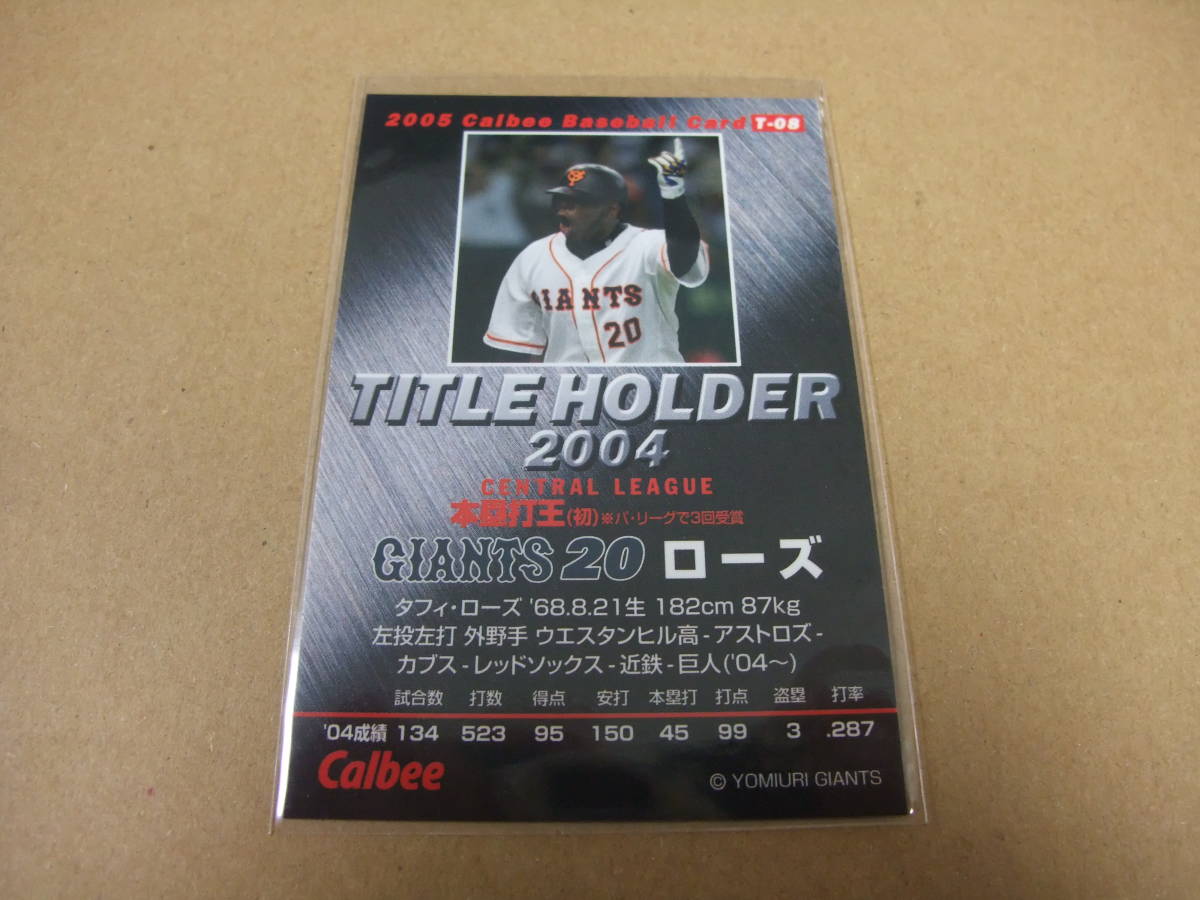 2005 Calbee Baseball Card T-08
GIANTS
20
TITLE HOLDER
2004
CENTRAL LEAGUE
本塁打王(初)※パ・リーグで3回受賞
GIANTS 20 ローズ
タフィ・ローズ '68.8.21生 182cm 87kg
左投左打 外野手 ウエスタンヒル高-アストロズ-
カブス-レッドソックス-近鉄-巨人('04～)
試合数 打数 得点 安打 本塁打 打点 盗塁 打率
'04成績 134 523 95 150 45 99 3 .287
Calbee
© YOMIURI GIANTS